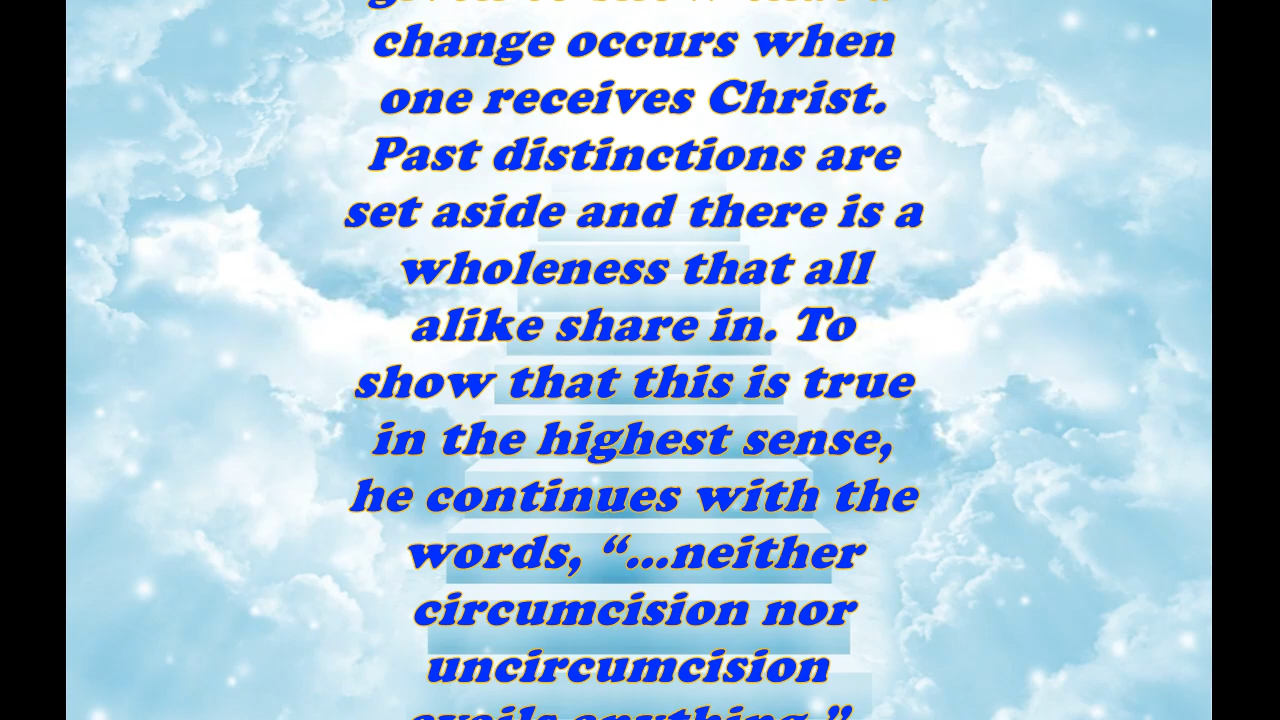 change occurs when
one receives Christ.
Past distinctions are
set aside and there is a
wholeness that all
alike share in. To
show that this is true
in the highest sense,
he continues with the
words, “...neither
circumcision nor
uncircumcision
avails anything.”